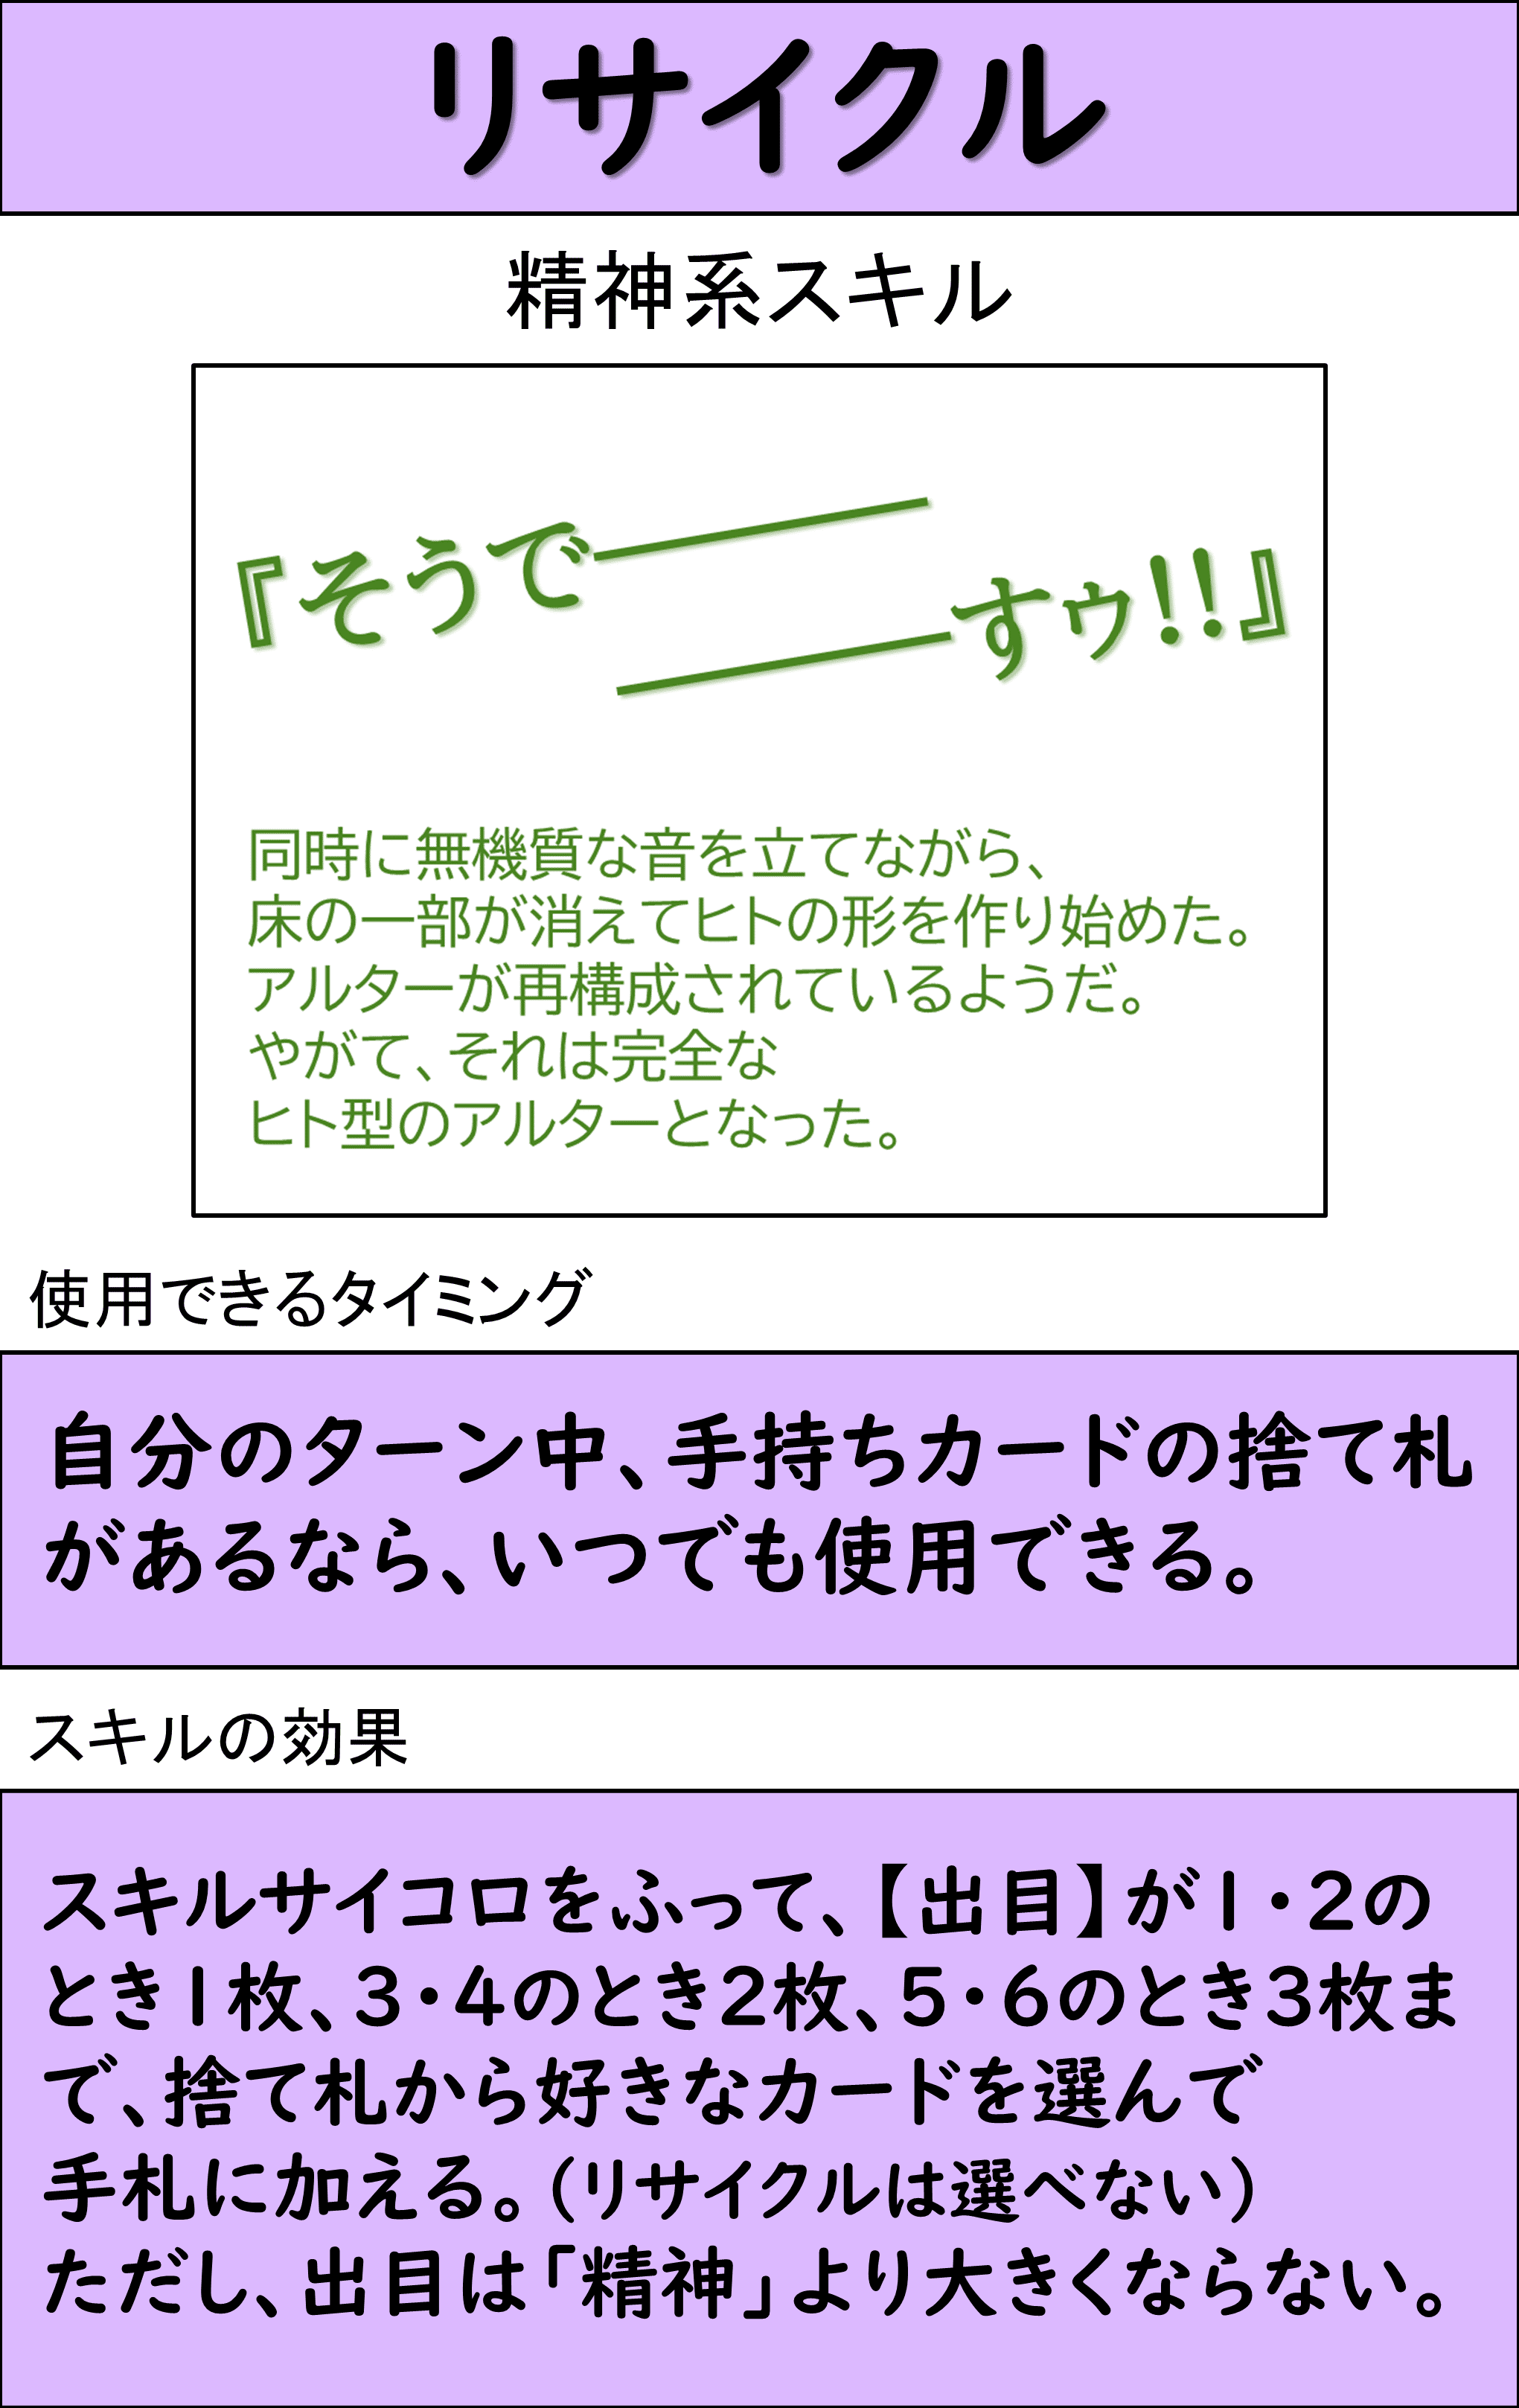 リサイクル
精神系スキル
『そうで――
――すゥ!!』
同時に無機質な音を立てながら、
床の一部が消えてヒトの形を作り始めた。
アルターが再構成されているようだ。
やがて、それは完全な
ヒト型のアルターとなった。
使用できるタイミング
自分のターン中、手持ちカードの捨て札
があるなら、いつでも使用できる。
スキルの効果
スキルサイコロをふって、【出目】が1・2の
とき1枚、3・4のとき2枚、5・6のとき3枚ま
で、捨て札から好きなカードを選んで
手札に加える。(リサイクルは選べない)
ただし、出目は「精神」より大きくならない。